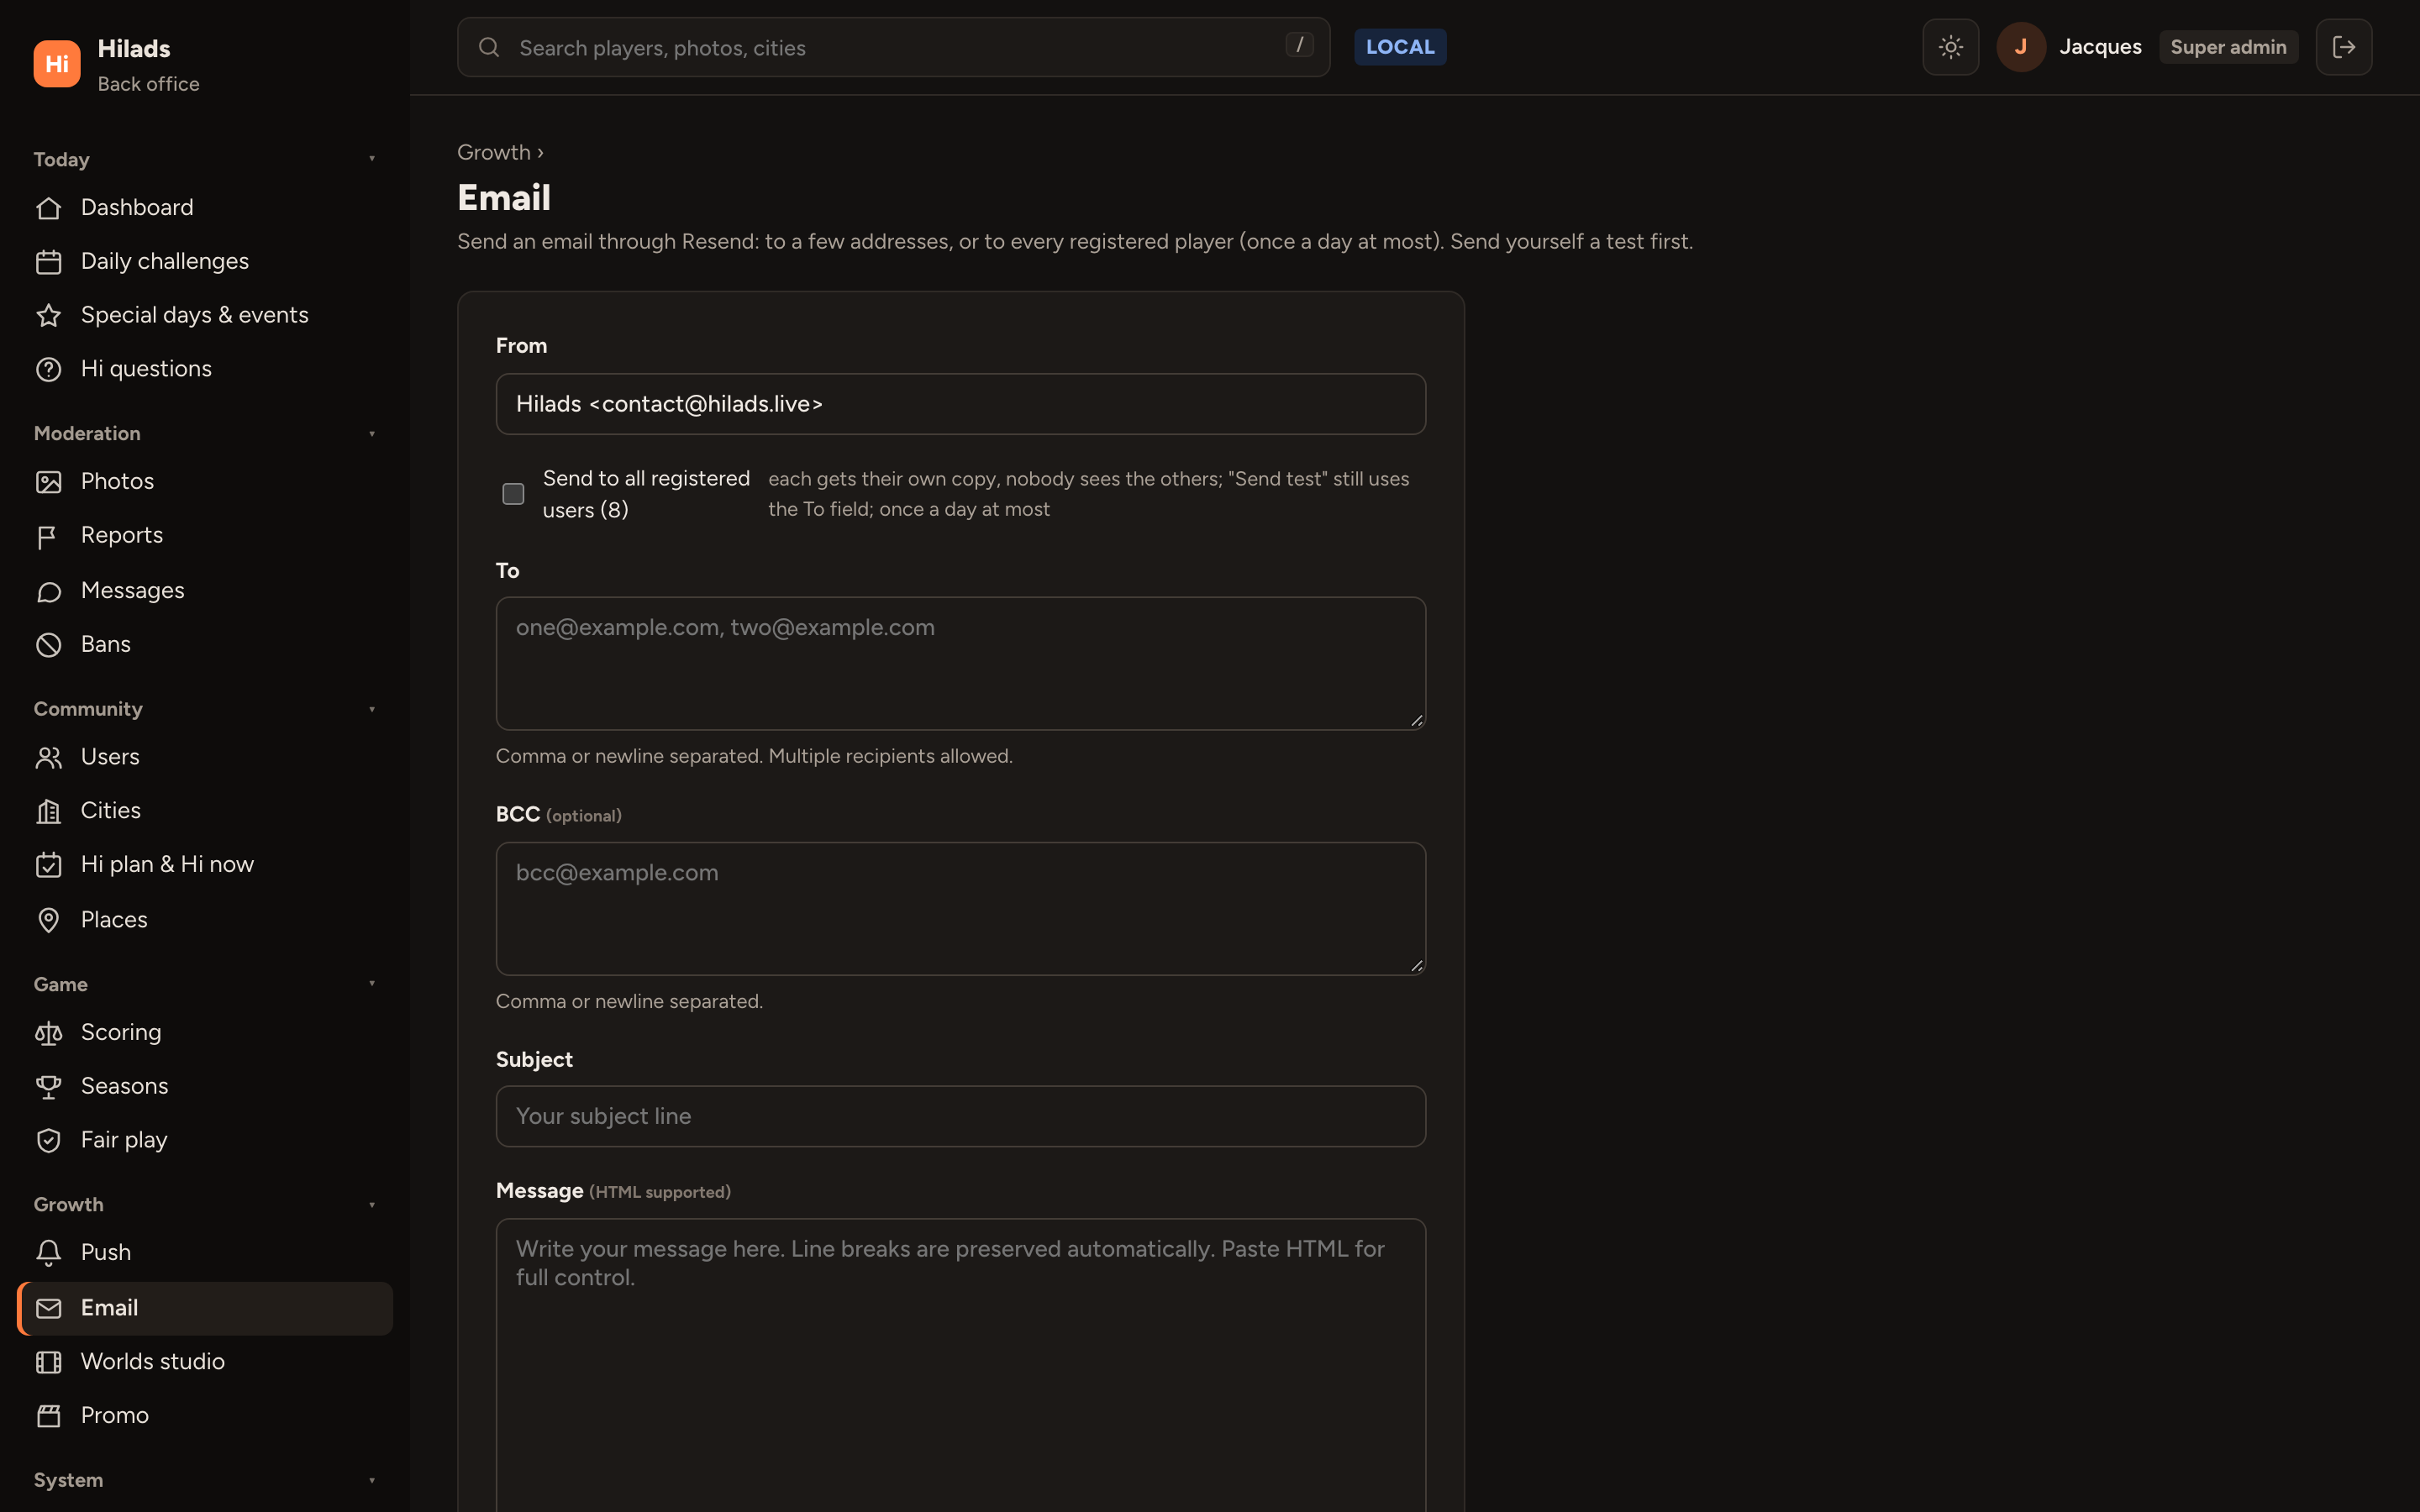 Hi
Hilads
Back office
Today
Dashboard
Daily challenges
Special days & events
Hi questions
Moderation
Photos
Reports
Messages
Bans
Community
Users
Cities
Hi plan & Hi now
Places
Game
Scoring
Seasons
Fair play
Growth
Push
Email
Worlds studio
Promo
System
Search players, photos, cities
/
LOCAL
J
Jacques
Super admin
Growth ›
Email
Send an email through Resend: to a few addresses, or to every registered player (once a day at most). Send yourself a test first.
From
Hilads <contact@hilads.live>
Send to all registered
users (8)
each gets their own copy, nobody sees the others; "Send test" still uses
the To field; once a day at most
To
one@example.com, two@example.com
Comma or newline separated. Multiple recipients allowed.
BCC (optional)
bcc@example.com
Comma or newline separated.
Subject
Your subject line
Message (HTML supported)
Write your message here. Line breaks are preserved automatically. Paste HTML for
full control.